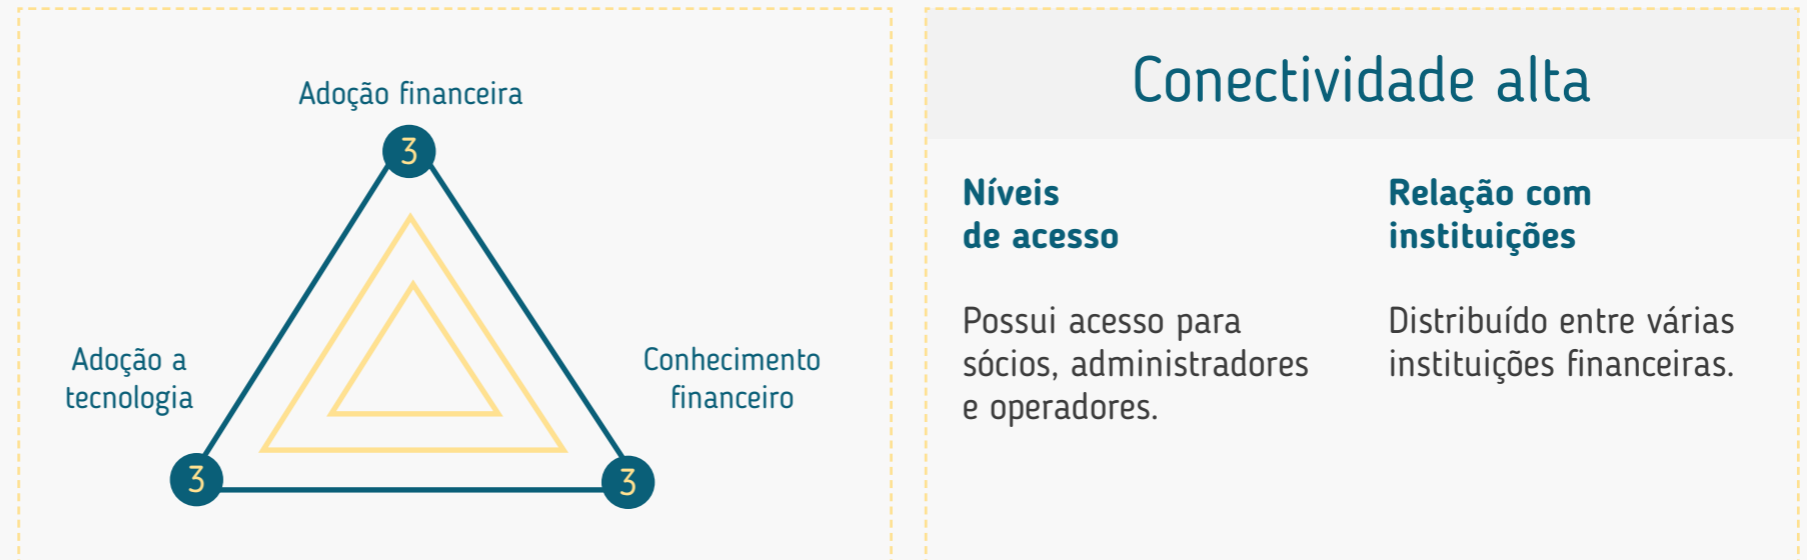 Adoção financeira
3
Adoção a
tecnologia
3
Conhecimento
financeiro
3
Conectividade alta
Níveis
de acesso
Possui acesso para
sócios, administradores
e operadores.
Relação com
instituições
Distribuído entre várias
instituições financeiras.